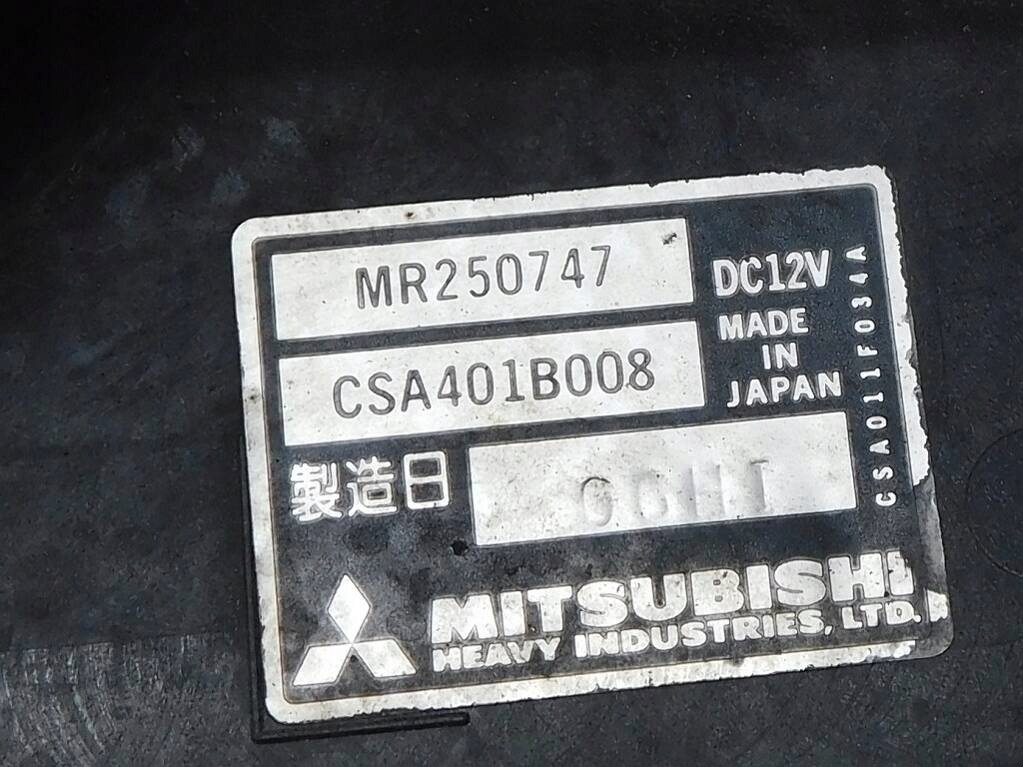 MR250747
DC12V
CSA401B008
MADE
IN
JAPAN
CSA011F034A
製造日
MITSUBISHI
HEAVY INDUSTRIES, LTD.